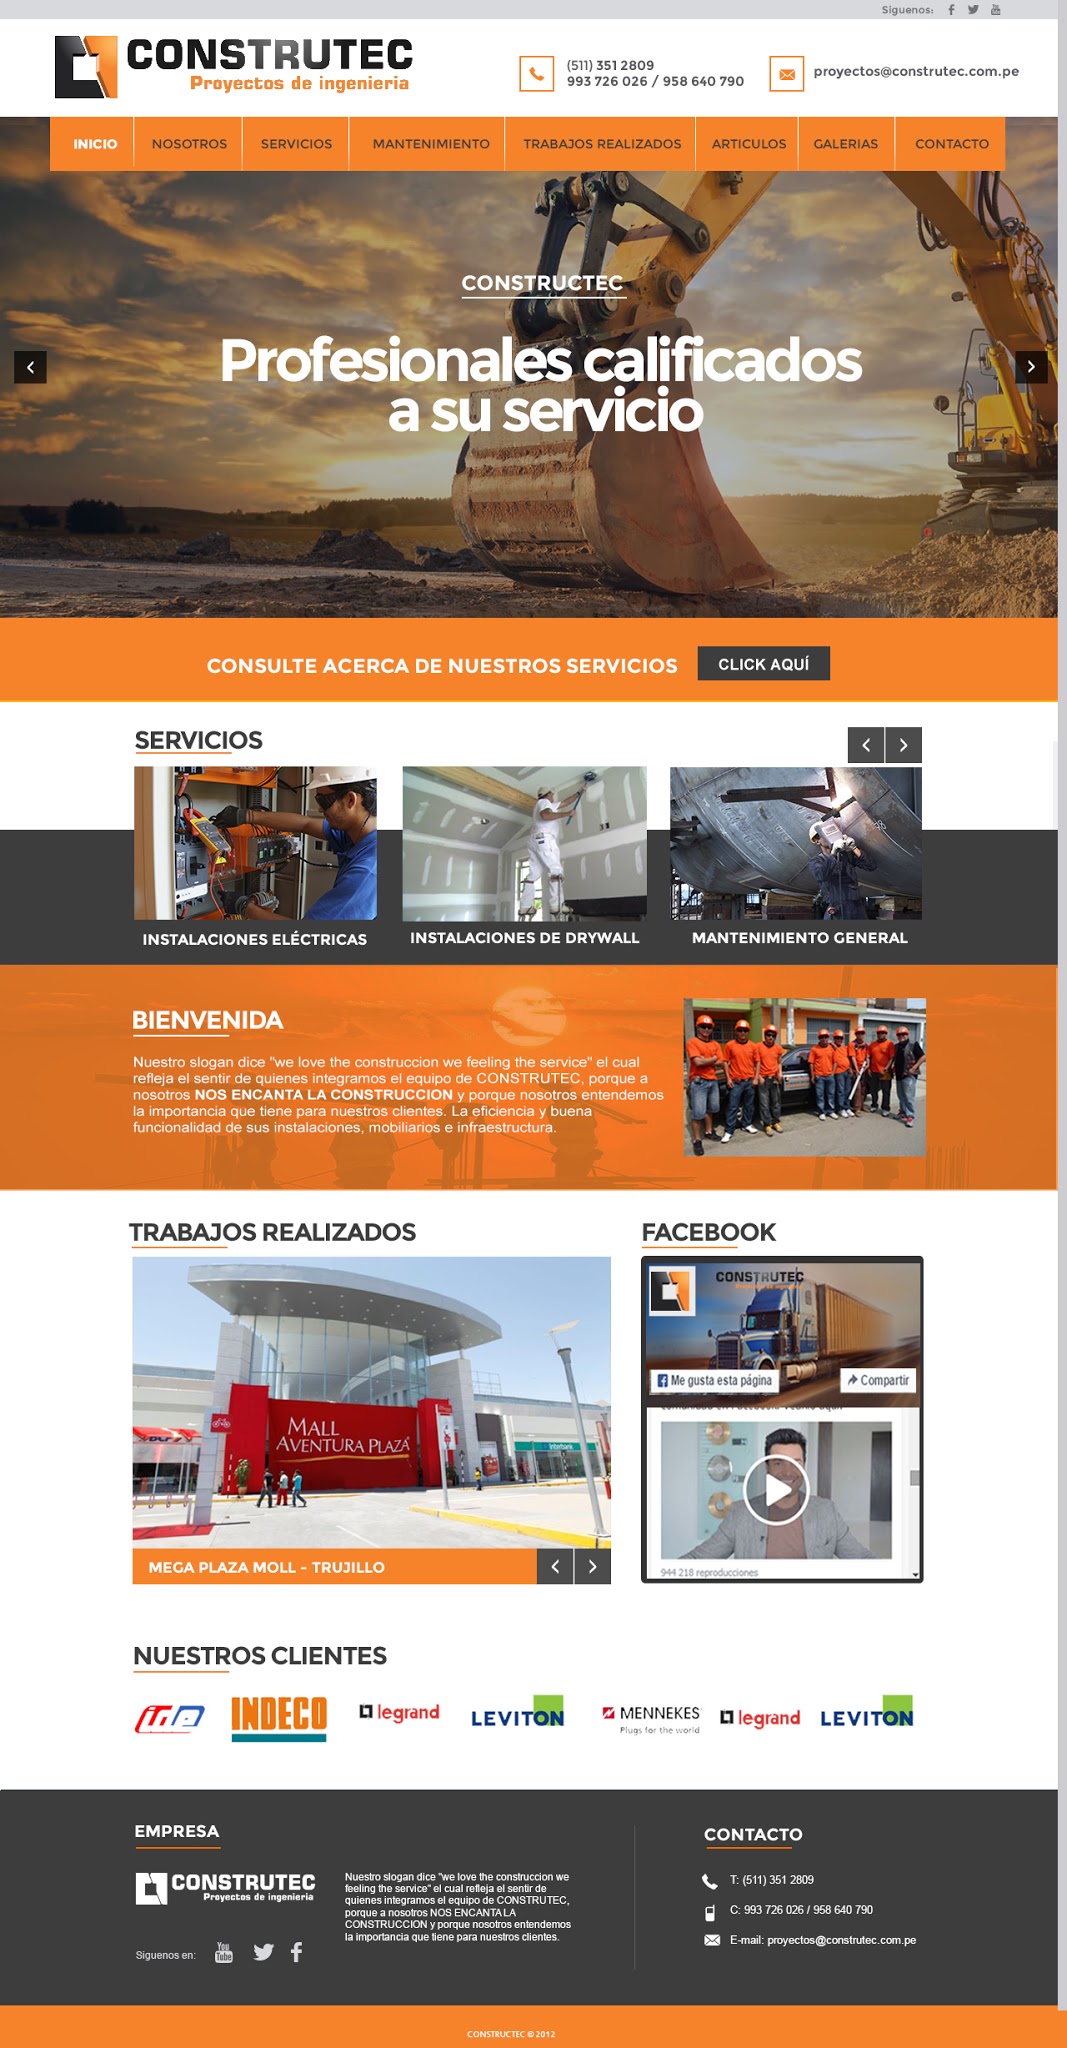 Siguenos:
CONSTRUTEC
Proyectos de ingenieria
(511) 351 2809
993 726 026 / 958 640 790
proyectos@construtec.com.pe
INICIO
NOSOTROS
SERVICIOS
MANTENIMIENTO
TRABAJOS REALIZADOS
ARTICULOS
GALERIAS
CONTACTO
CONSTRUCTEC
Profesionales calificados
a su servicio
CONSULTE ACERCA DE NUESTROS SERVICIOS
CLICK AQUÍ
SERVICIOS
INSTALACIONES ELÉCTRICAS
INSTALACIONES DE DRYWALL
MANTENIMIENTO GENERAL
BIENVENIDA
Nuestro slogan dice "we love the construccion we feeling the service" el cual
refleja el sentir de quienes integramos el equipo de CONSTRUTEC, porque a
nosotros NOS ENCANTA LA CONSTRUCCION y porque nosotros entendemos
la importancia que tiene para nuestros clientes. La eficiencia y buena
funcionalidad de sus instalaciones, mobiliarios e infraestructura.
TRABAJOS REALIZADOS
MALL
AVENTURA PLAZA
Interbank
MEGA PLAZA MOLL - TRUJILLO
FACEBOOK
CONSTRUTEC
Proyectos de ingenieria
Me gusta esta página
Compartir
944 218 reproducciones
NUESTROS CLIENTES
INDECO
legrand
LEVITON
MENNEKES
Plugs for the world
legrand
LEVITON
EMPRESA
CONSTRUTEC
Proyectos de ingenieria
Siguenos en:
You
Tube
Nuestro slogan dice "we love the construccion we
feeling the service" el cual refleja el sentir de
quienes integramos el equipo de CONSTRUTEC,
porque a nosotros NOS ENCANTA LA
CONSTRUCCION y porque nosotros entendemos
la importancia que tiene para nuestros clientes.
CONTACTO
T: (511) 351 2809
C: 993 726 026 / 958 640 790
E-mail: proyectos@construtec.com.pe
CONSTRUCTEC © 2012